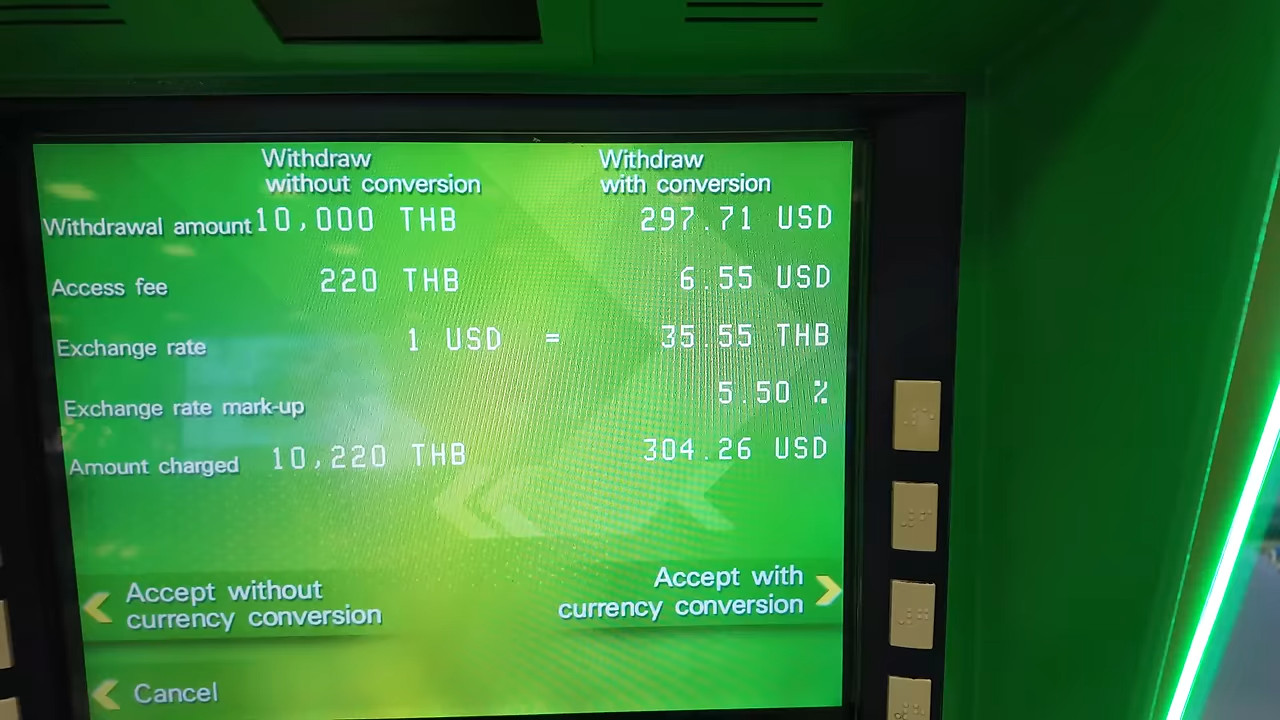 Withdraw
without conversion
Withdraw
with conversion
Withdrawal amount 10,000 THB 297.71 USD
Access fee 220 THB 6.55 USD
Exchange rate 1 USD = 35.55 THB
Exchange rate mark-up 5.50 %
Amount charged 10,220 THB 304.26 USD
Accept without
currency conversion
Accept with
currency conversion
Cancel